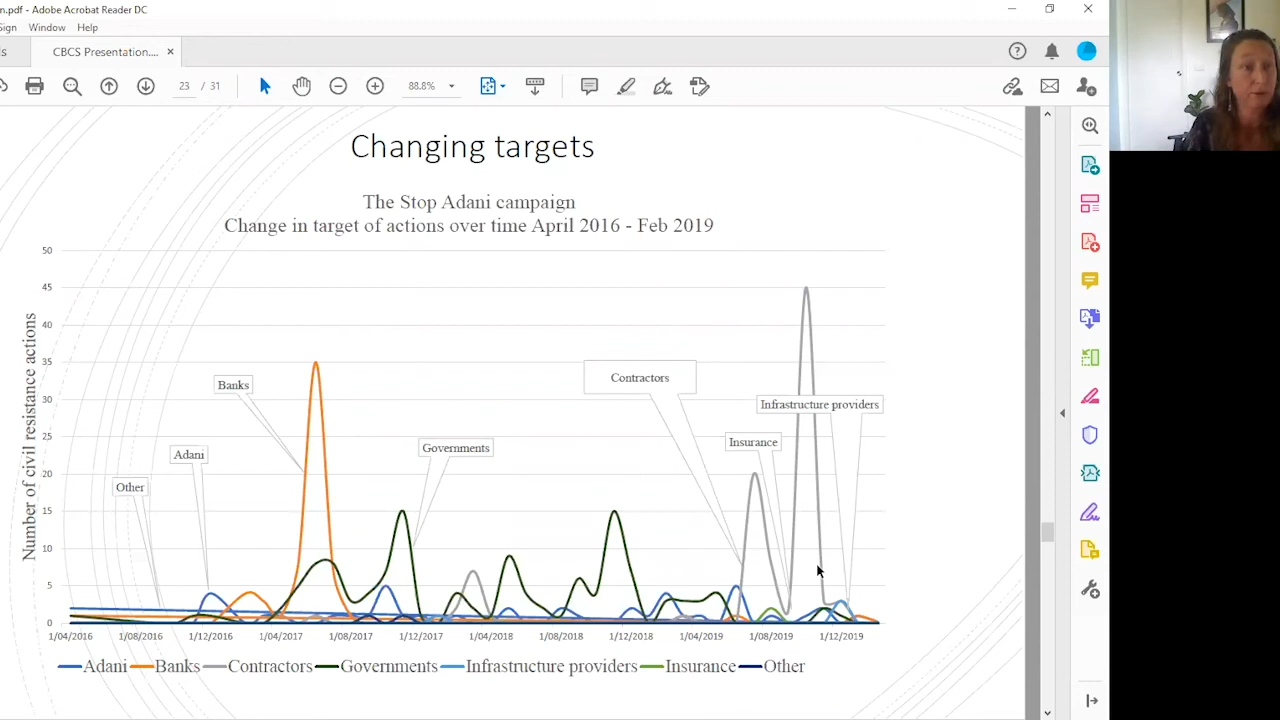 n.pdf - Adobe Acrobat Reader DC
Sign Window Help
ls
CBCS Presentation.... ×
23 / 31
88.8%
Changing targets
The Stop Adani campaign
Change in target of actions over time April 2016 - Feb 2019
Number of civil resistance actions
50
45
40
35
30
25
20
15
10
5
0
Other
Adani
Banks
Governments
Contractors
Insurance
Infrastructure providers
1/04/2016 1/08/2016 1/12/2016 1/04/2017 1/08/2017 1/12/2017 1/04/2018 1/08/2018 1/12/2018 1/04/2019 1/08/2019 1/12/2019
Adani Banks Contractors Governments Infrastructure providers Insurance Other